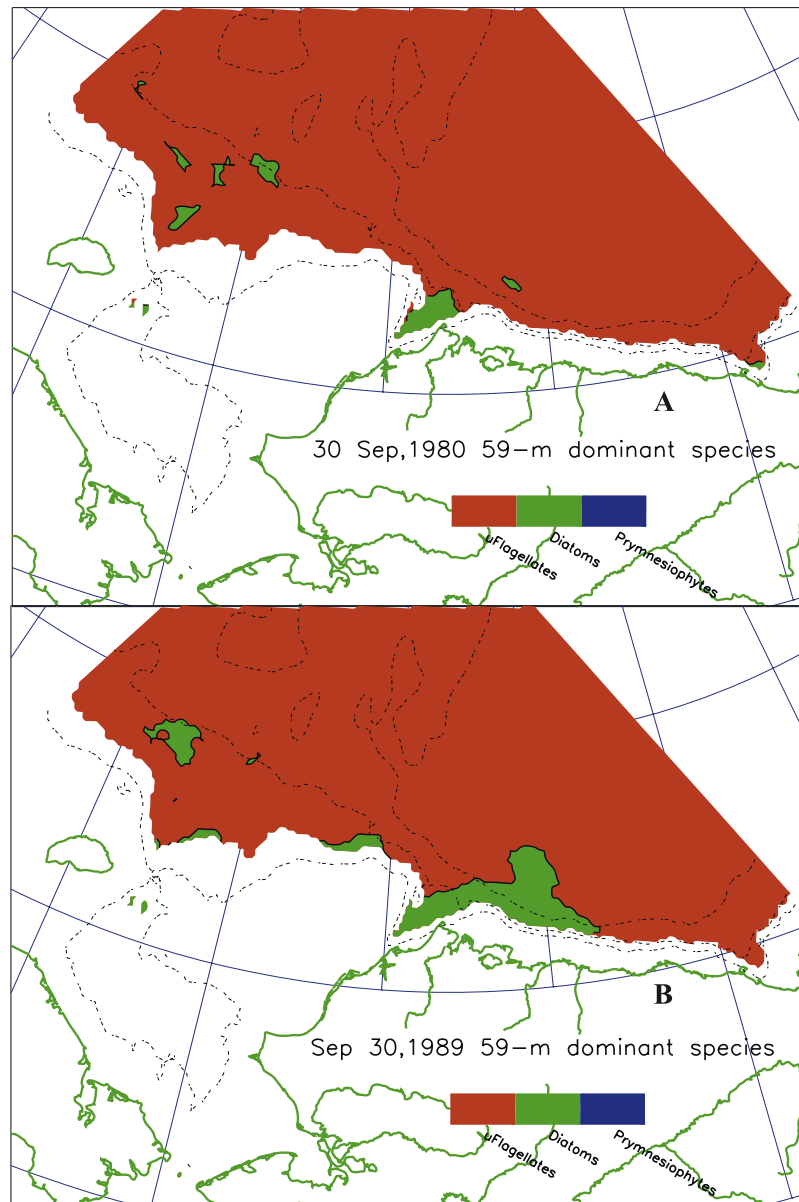 A
30 Sep,1980 59-m dominant species
uFlagellates
Diatoms
Prymnesiophytes
B
Sep 30,1989 59-m dominant species
uFlagellates
Diatoms
Prymnesiophytes